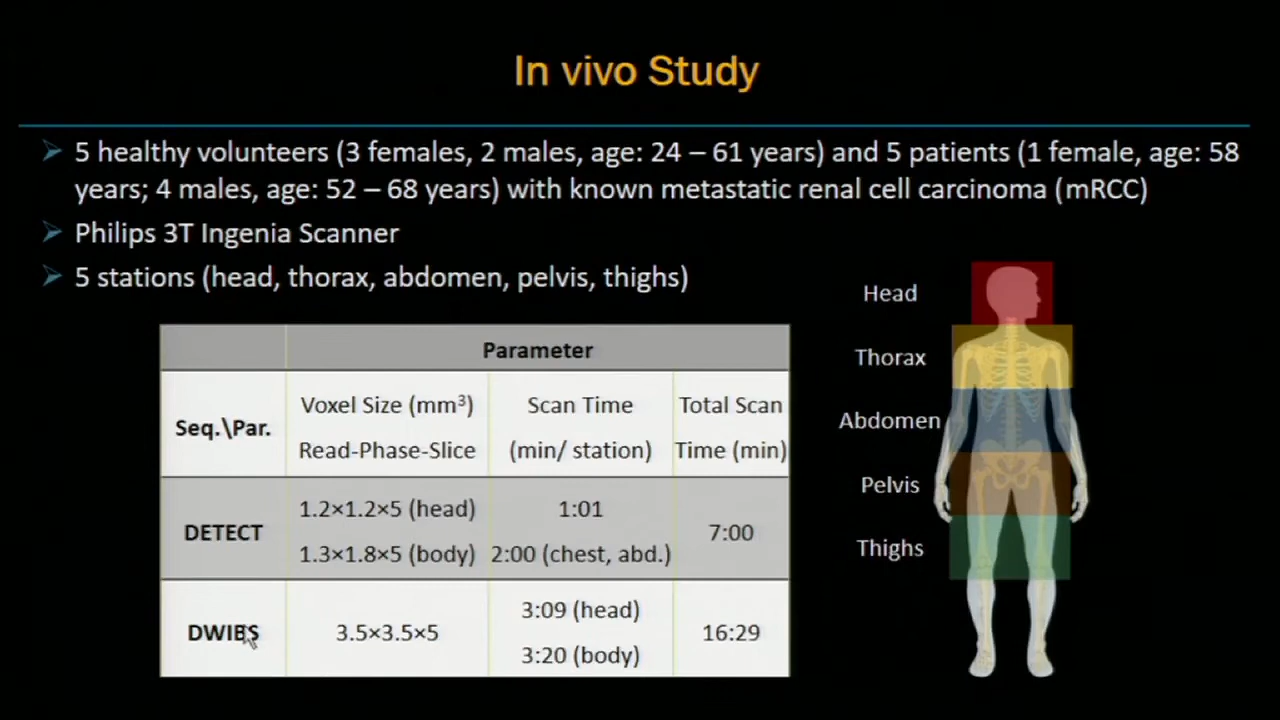 In vivo Study
5 healthy volunteers (3 females, 2 males, age: 24 – 61 years) and 5 patients (1 female, age: 58
years; 4 males, age: 52 – 68 years) with known metastatic renal cell carcinoma (mRCC)
Philips 3T Ingenia Scanner
5 stations (head, thorax, abdomen, pelvis, thighs)
Parameter
Seq.\Par.
Voxel Size (mm³)
Read-Phase-Slice
Scan Time
(min/ station)
Total Scan
Time (min)
DETECT
1.2×1.2×5 (head)
1.3×1.8×5 (body)
1:01
2:00 (chest, abd.)
7:00
DWIBS
3.5×3.5×5
3:09 (head)
3:20 (body)
16:29
Head
Thorax
Abdomen
Pelvis
Thighs